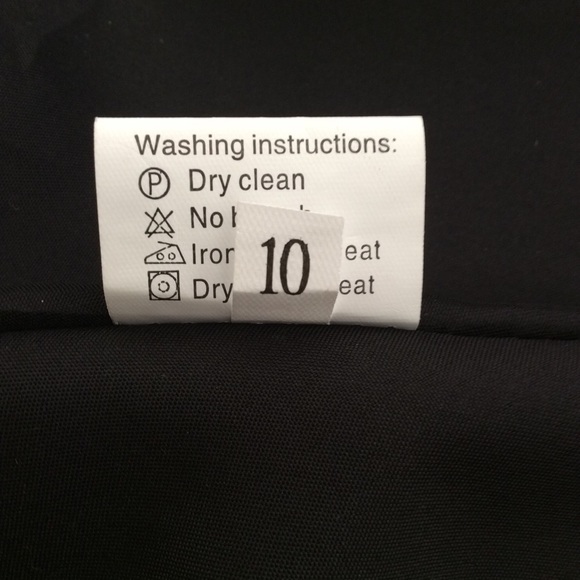 Washing instructions:
P Dry clean
No
Iron eat
Dry eat
10